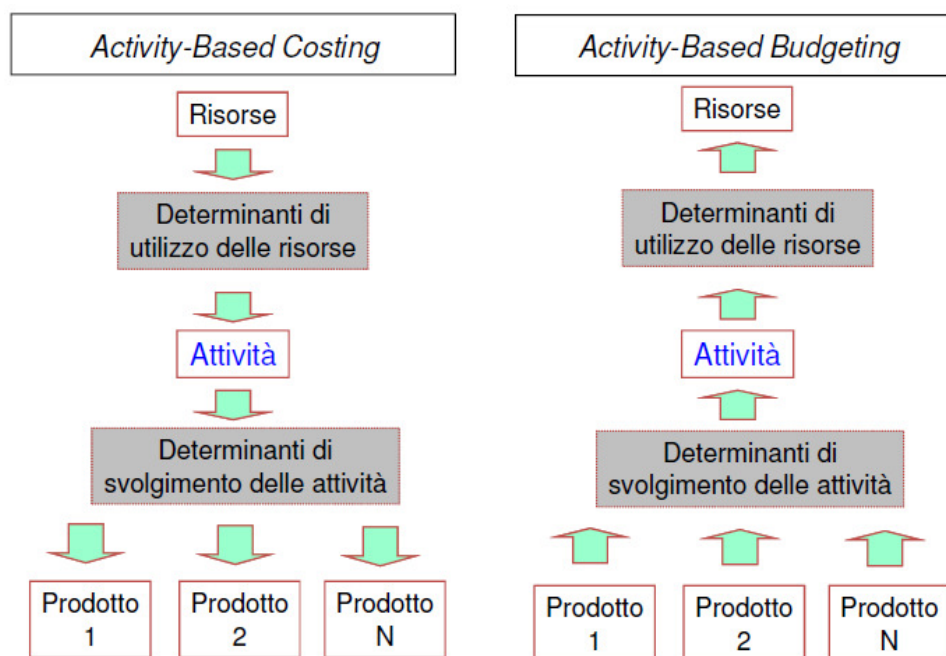 Activity-Based Costing
Risorse
Determinanti di
utilizzo delle risorse
Attività
Determinanti di
svolgimento delle attività
Prodotto
1
Prodotto
2
Prodotto
N
Activity-Based Budgeting
Risorse
Determinanti di
utilizzo delle risorse
Attività
Determinanti di
svolgimento delle attività
Prodotto
1
Prodotto
2
Prodotto
N